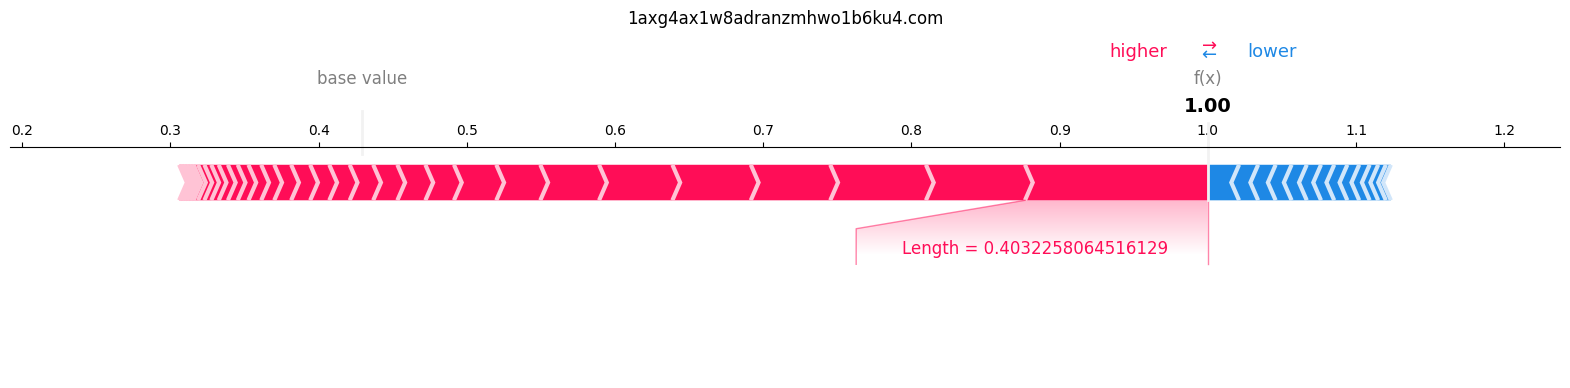 1axg4ax1w8adranzmhwo1b6ku4.com
higher → ← lower
base value f(x)
1.00
0.2 0.3 0.4 0.5 0.6 0.7 0.8 0.9 1.0 1.1 1.2
Length = 0.4032258064516129